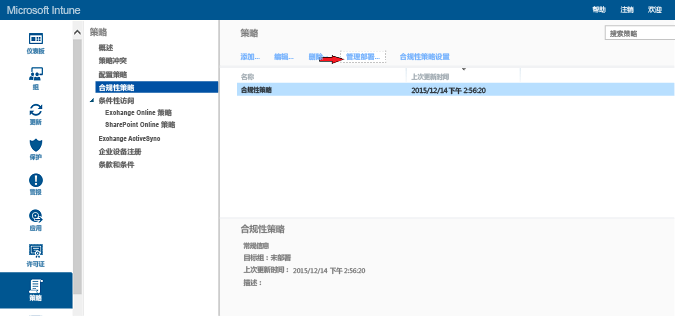 Microsoft Intune
帮助 注销 欢迎
仪表板
组
更新
保护
警报
应用
许可证
策略
策略
概述
策略冲突
配置策略
合规性策略
条件性访问
Exchange Online 策略
SharePoint Online 策略
Exchange ActiveSync
企业设备注册
条款和条件
策略
搜索策略
添加... 编辑... 删除 管理部署... 合规性策略设置
名称 上次更新时间
合规性策略 2015/12/14 下午 2:56:20
合规性策略
常规信息
目标组：未部署
上次更新时间： 2015/12/14 下午 2:56:20
描述：